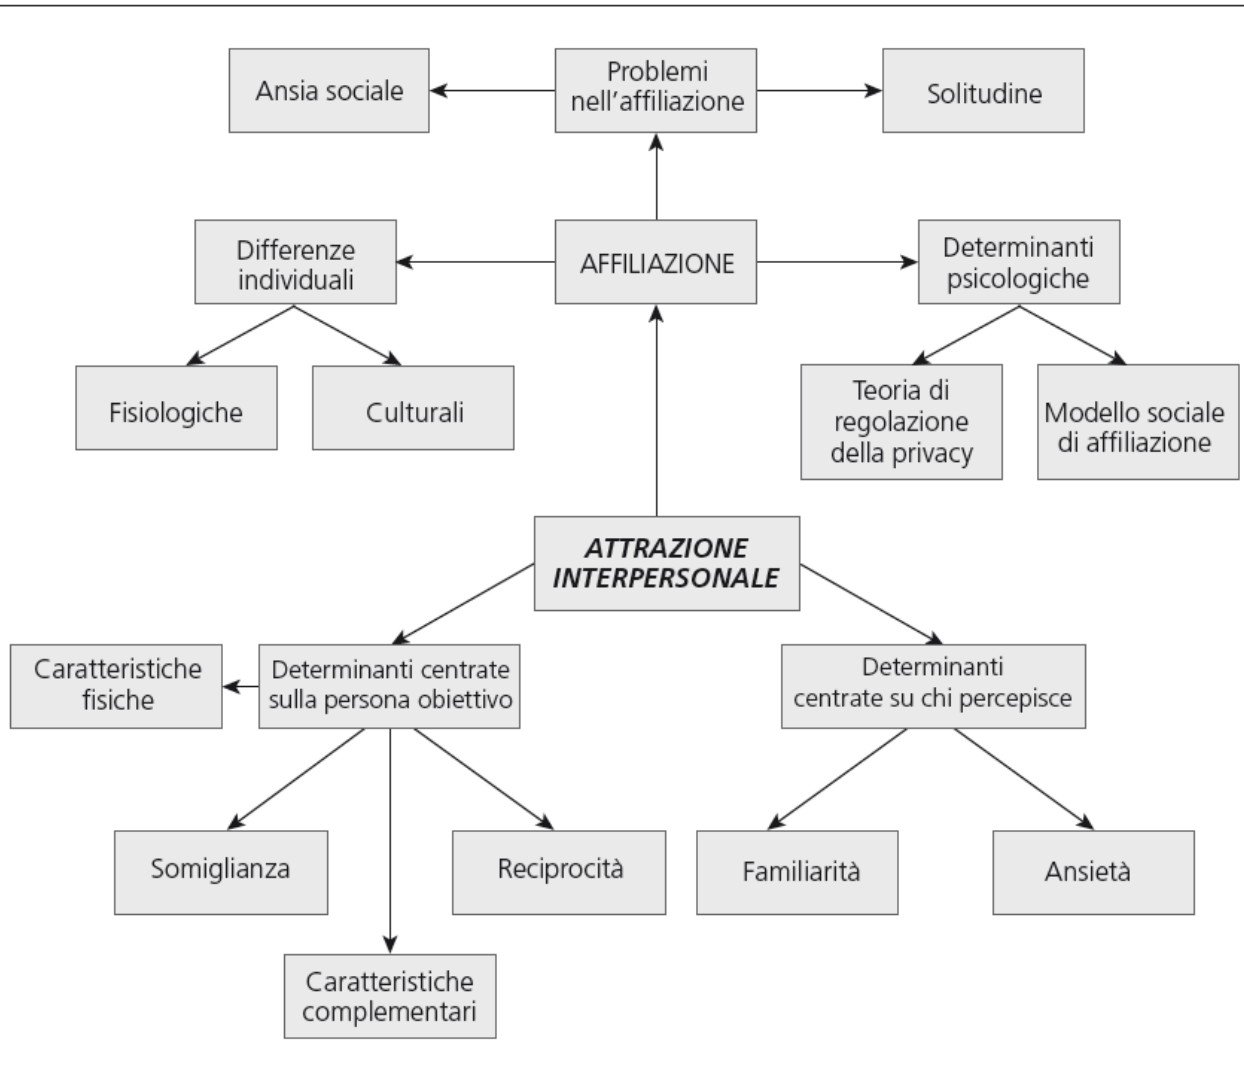 Ansia sociale
Problemi
nell'affiliazione
Solitudine
Differenze
individuali
AFFILIAZIONE
Determinanti
psicologiche
Fisiologiche
Culturali
Teoria di
regolazione
della privacy
Modello sociale
di affiliazione
ATTRAZIONE
INTERPERSONALE
Caratteristiche
fisiche
Determinanti centrate
sulla persona obiettivo
Determinanti
centrate su chi percepisce
Somiglianza
Reciprocità
Familiarità
Ansietà
Caratteristiche
complementari